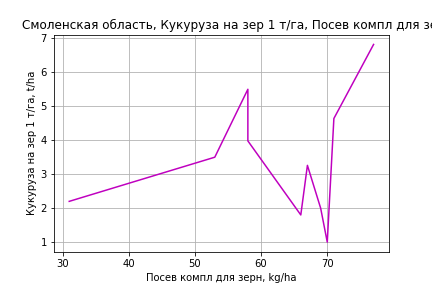 Смоленская область, Кукуруза на зер 1 т/га, Посев компл для зе
7
6
5
4
3
2
1
Кукуруза на зер 1 т/га, t/ha
30 40 50 60 70
Посев компл для зерн, kg/ha